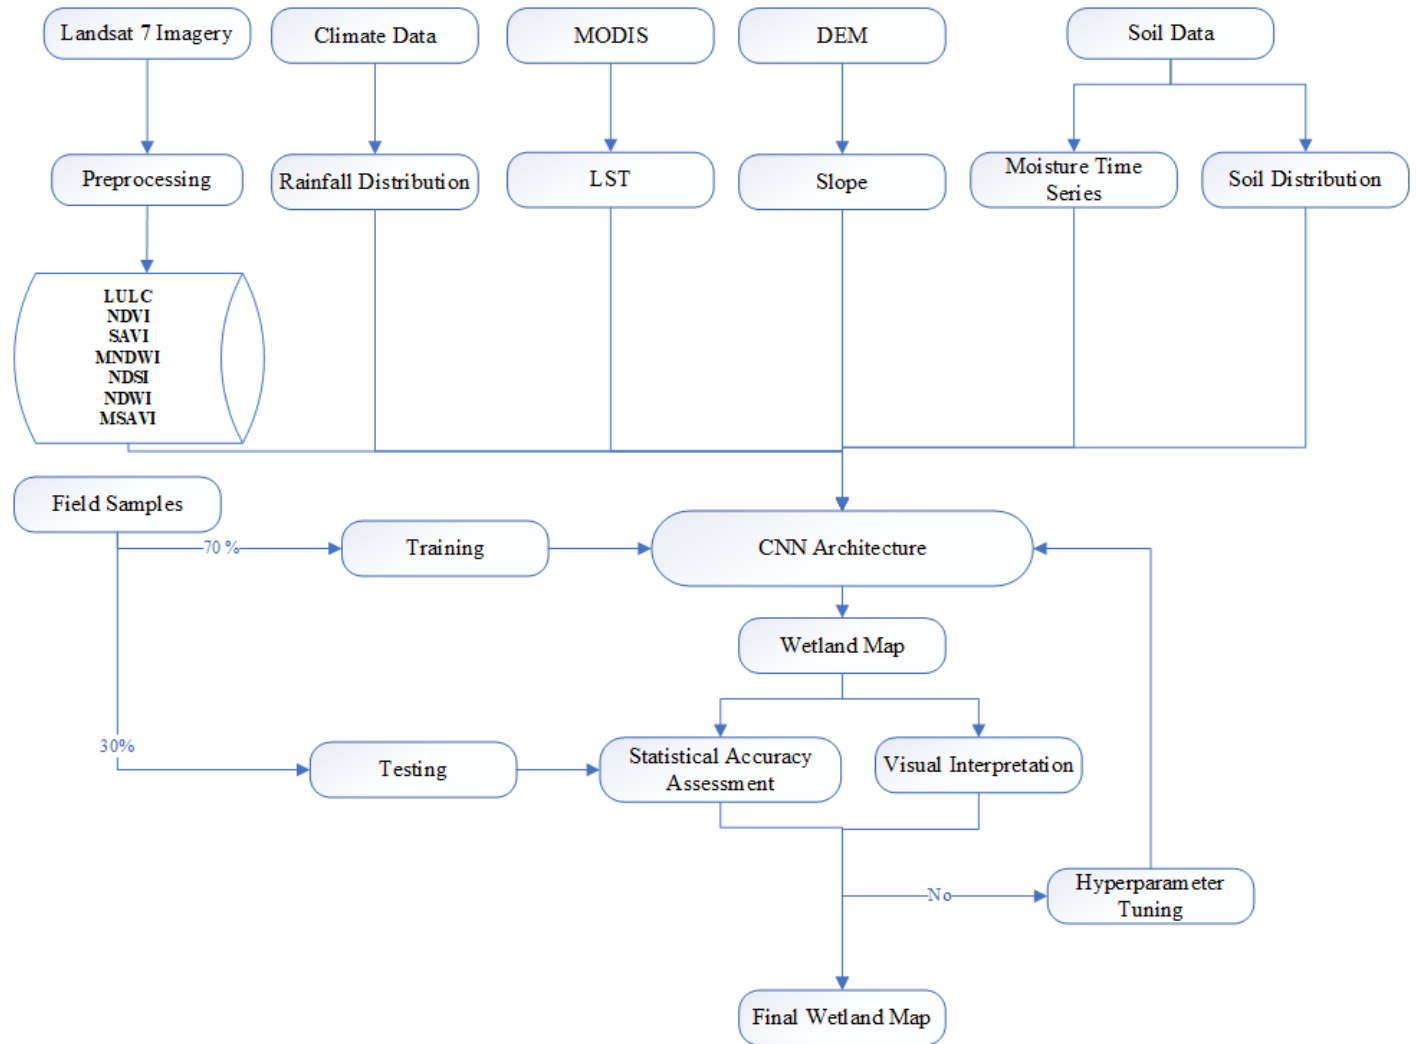 Landsat 7 Imagery
Climate Data
MODIS
DEM
Soil Data
Preprocessing
Rainfall Distribution
LST
Slope
Moisture Time
Series
Soil Distribution
LULC
NDVI
SAVI
MNDWI
NDSI
NDWI
MSAVI
Field Samples
70 %
Training
CNN Architecture
Wetland Map
30%
Testing
Statistical Accuracy
Assessment
Visual Interpretation
No
Hyperparameter
Tuning
Final Wetland Map